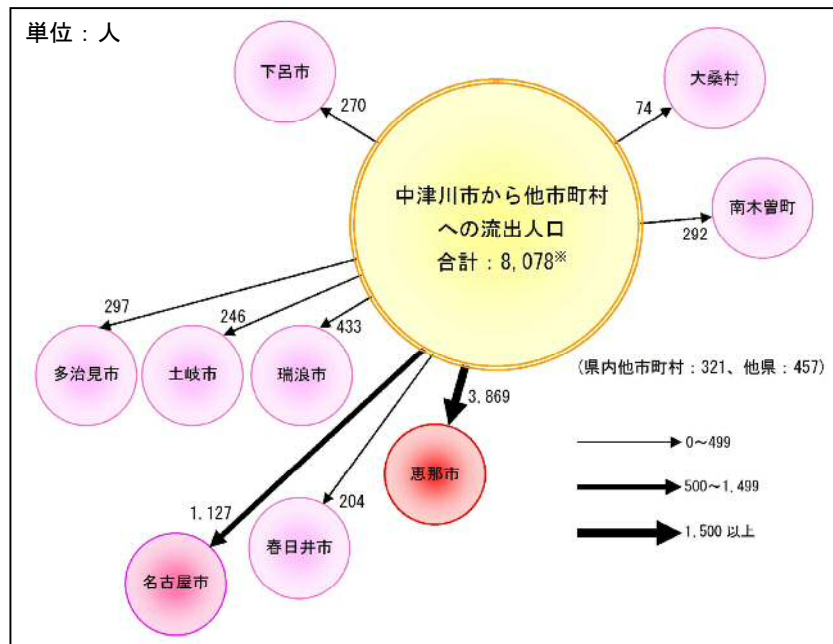 単位：人
下呂市
270
大桑村
74
中津川市から他市町村
への流出人口
合計：8,078※
南木曽町
292
297
246
433
多治見市
土岐市
瑞浪市
(県内他市町村：321、他県：457)
3,869
恵那市
0～499
500～1,499
1,500 以上
1,127
204
春日井市
名古屋市